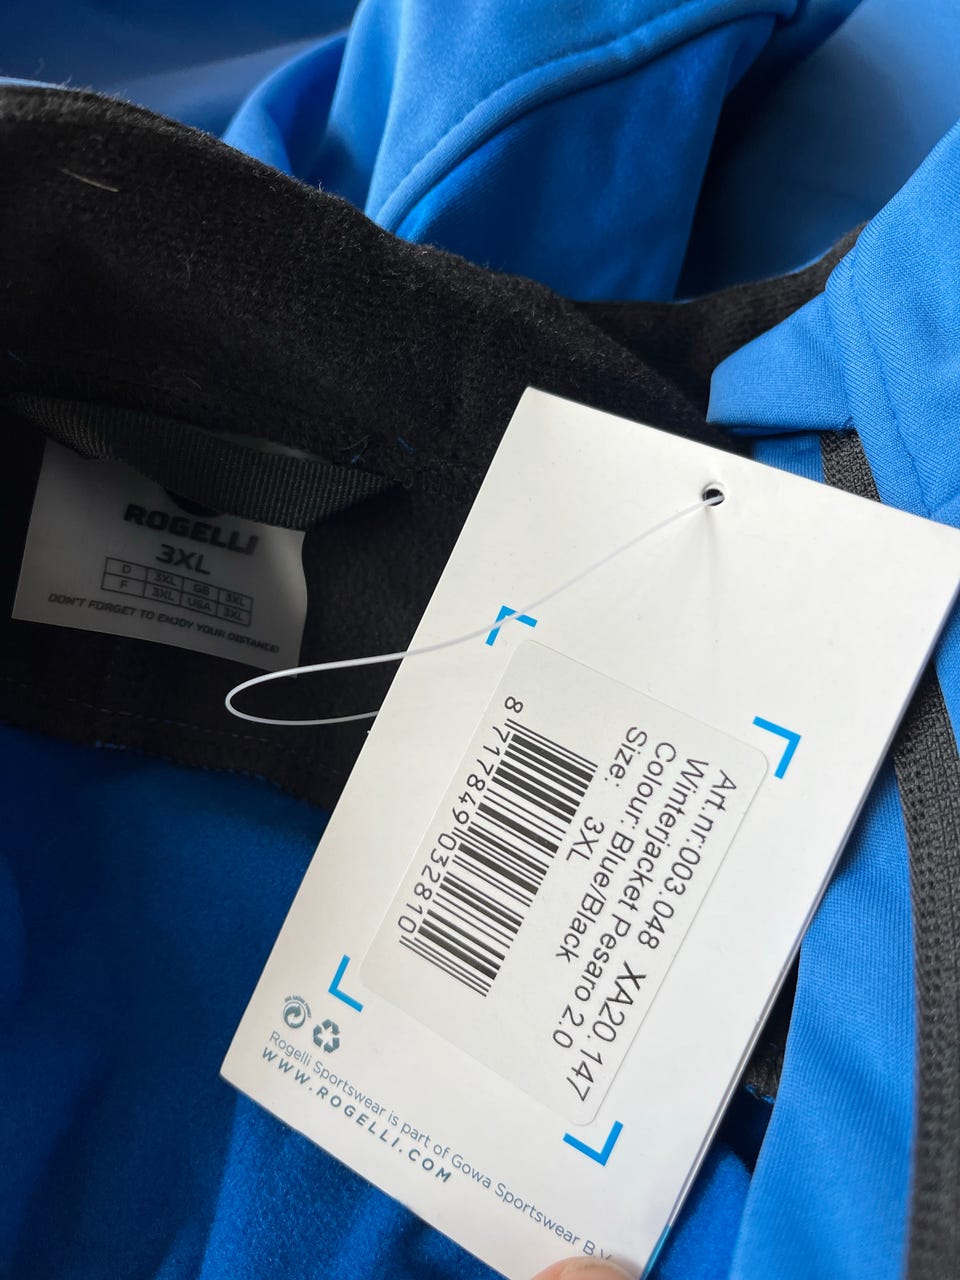 ROGELLI
3XL
D 3XL GB 3XL
F 3XL USA 3XL
DON'T FORGET TO ENJOY YOUR DISTANCE!
Art.nr:003.048 XA20.147
Winterjacket Pesaro 2.0
Colour: Blue/Black
Size: 3XL
8 717849 032810
Rogelli Sportswear is part of Gowa Sportswear B.V.
WWW.ROGELLI.COM